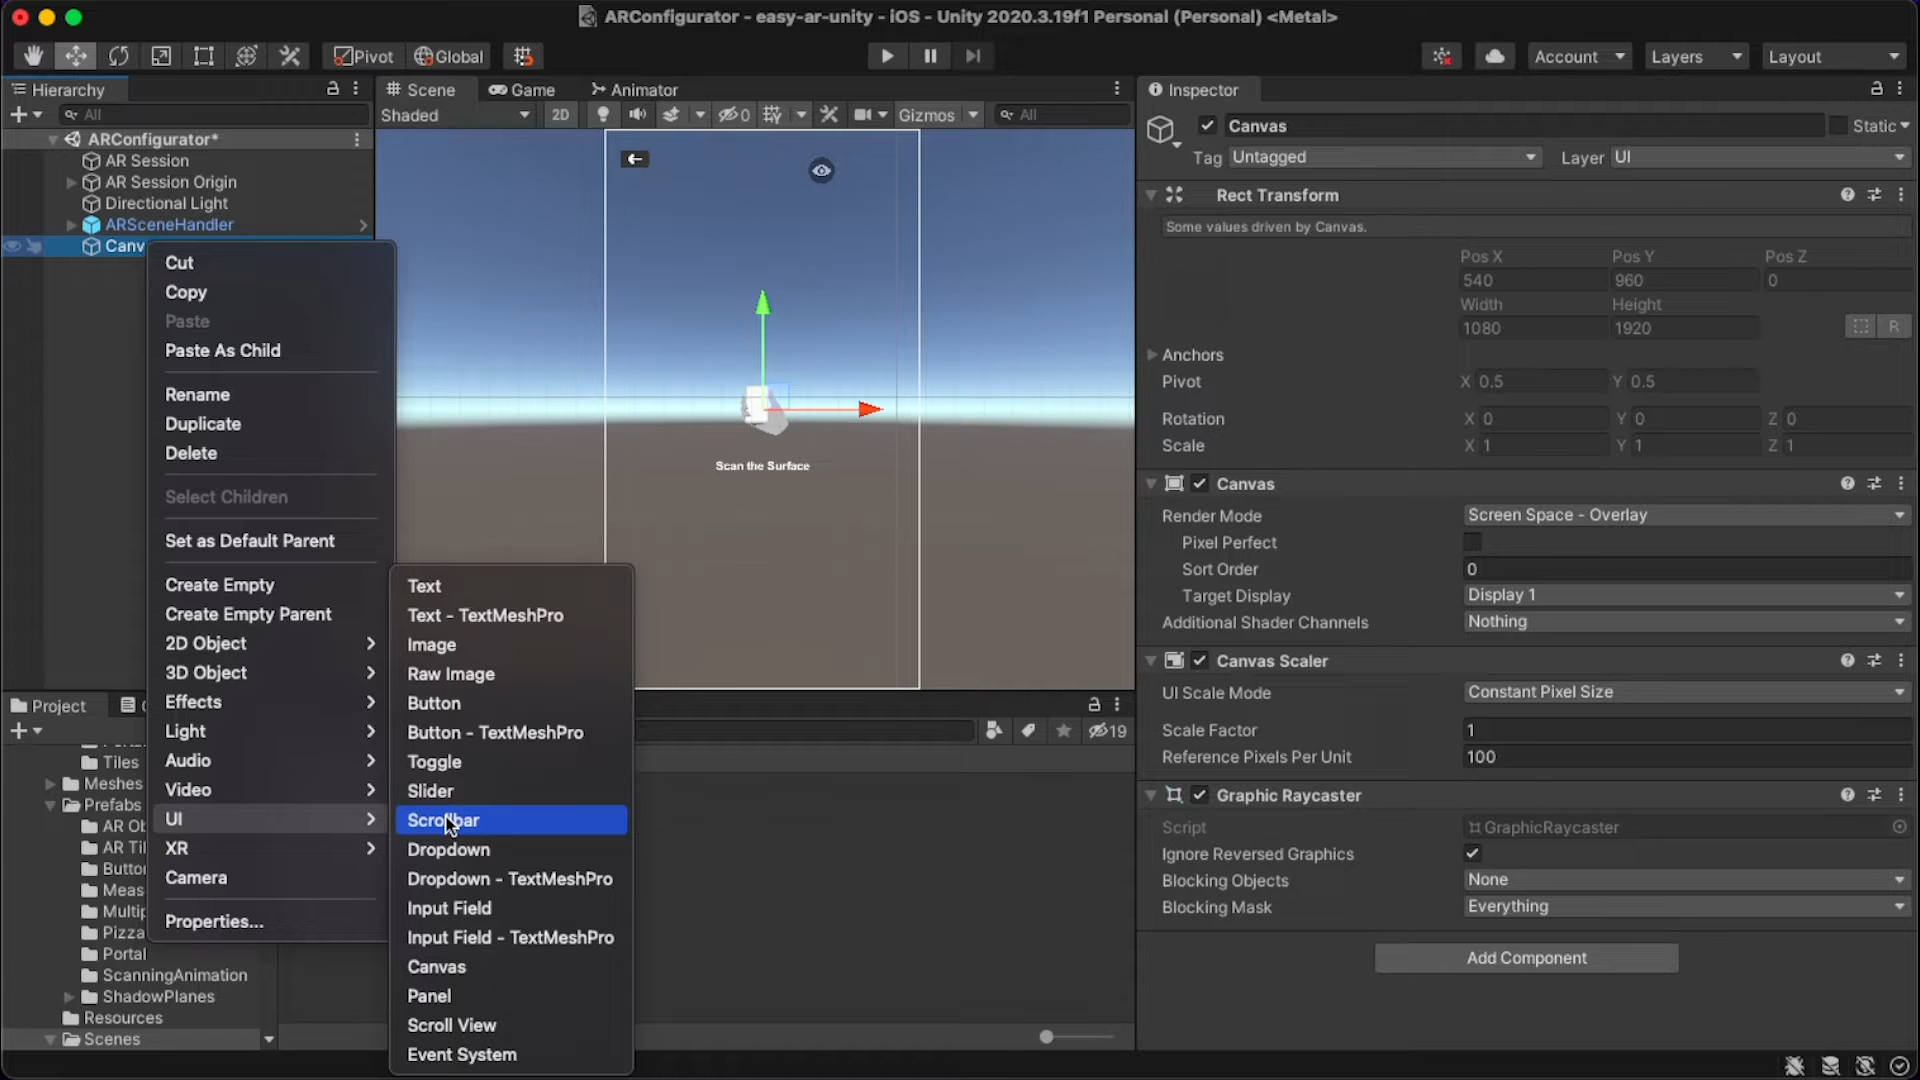 ARConfigurator - easy-ar-unity - iOS - Unity 2020.3.19f1 Personal (Personal) <Metal>
Pivot
Global
Account
Layers
Layout
Hierarchy
All
ARConfigurator*
AR Session
AR Session Origin
Directional Light
ARSceneHandler
Canv
Cut
Copy
Paste
Paste As Child
Rename
Duplicate
Delete
Select Children
Set as Default Parent
Create Empty
Create Empty Parent
2D Object
3D Object
Effects
Light
Audio
Video
UI
XR
Camera
Properties...
Text
Text - TextMeshPro
Image
Raw Image
Button
Button - TextMeshPro
Toggle
Slider
Scrollbar
Dropdown
Dropdown - TextMeshPro
Input Field
Input Field - TextMeshPro
Canvas
Panel
Scroll View
Event System
Scene
Game
Animator
Shaded
2D
0
Gizmos
All
Scan the Surface
Project
19
Tiles
Meshes
Prefabs
AR Ob
AR Til
Button
Meas
Multip
Pizza
Portal
ScanningAnimation
ShadowPlanes
Resources
Scenes
Inspector
Canvas
Static
Tag Untagged
Layer UI
Rect Transform
Some values driven by Canvas.
Pos X Pos Y Pos Z
540 960 0
Width Height
1080 1920
R
Anchors
Pivot X 0.5 Y 0.5
Rotation X 0 Y 0 Z 0
Scale X 1 Y 1 Z 1
Canvas
Render Mode Screen Space - Overlay
Pixel Perfect
Sort Order 0
Target Display Display 1
Additional Shader Channels Nothing
Canvas Scaler
UI Scale Mode Constant Pixel Size
Scale Factor 1
Reference Pixels Per Unit 100
Graphic Raycaster
Script GraphicRaycaster
Ignore Reversed Graphics
Blocking Objects None
Blocking Mask Everything
Add Component